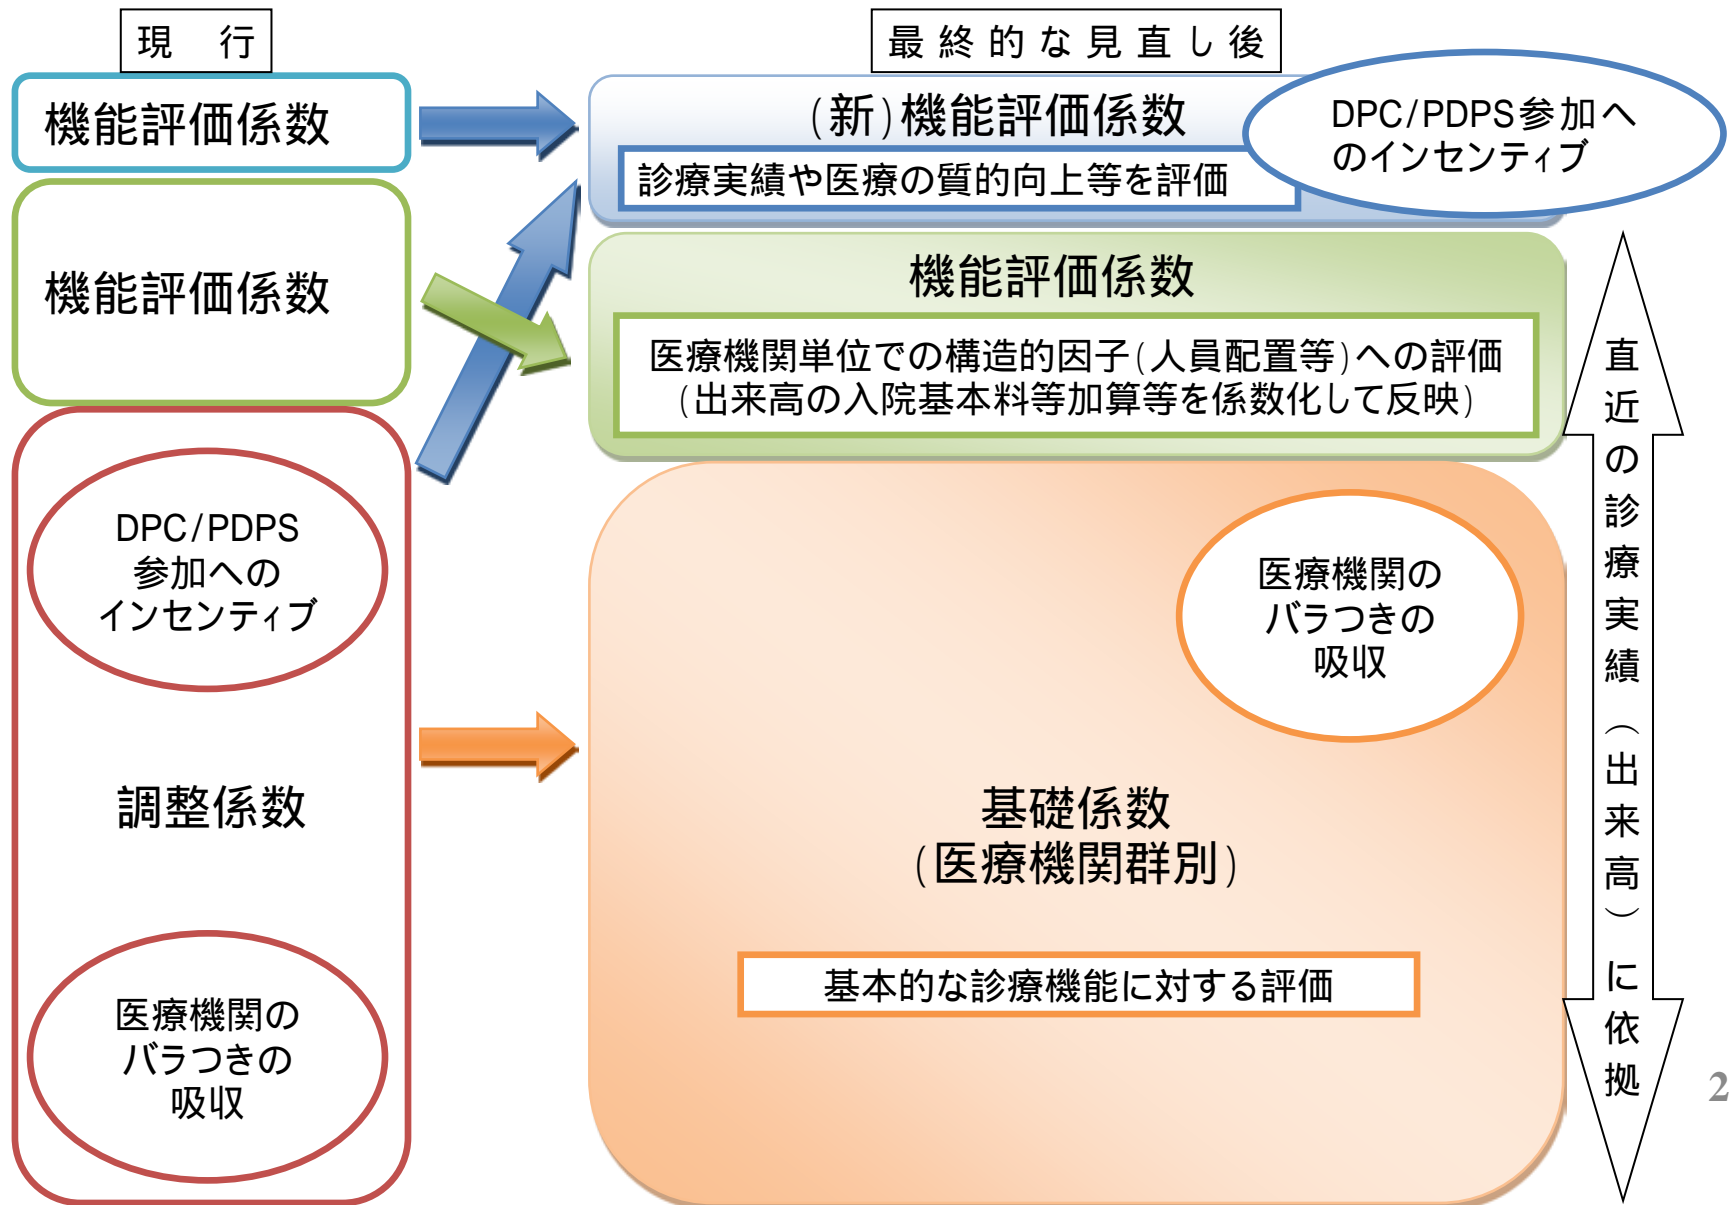 現　行
機能評価係数
機能評価係数
DPC/PDPS
参加への
インセンティブ
調整係数
医療機関の
バラつきの
吸収
最終的な見直し後
(新)機能評価係数
診療実績や医療の質的向上等を評価
DPC/PDPS参加へ
のインセンティブ
機能評価係数
医療機関単位での構造的因子(人員配置等)への評価
(出来高の入院基本料等加算等を係数化して反映)
医療機関の
バラつきの
吸収
基礎係数
(医療機関群別)
基本的な診療機能に対する評価
直近の診療実績(出来高)に依拠
2